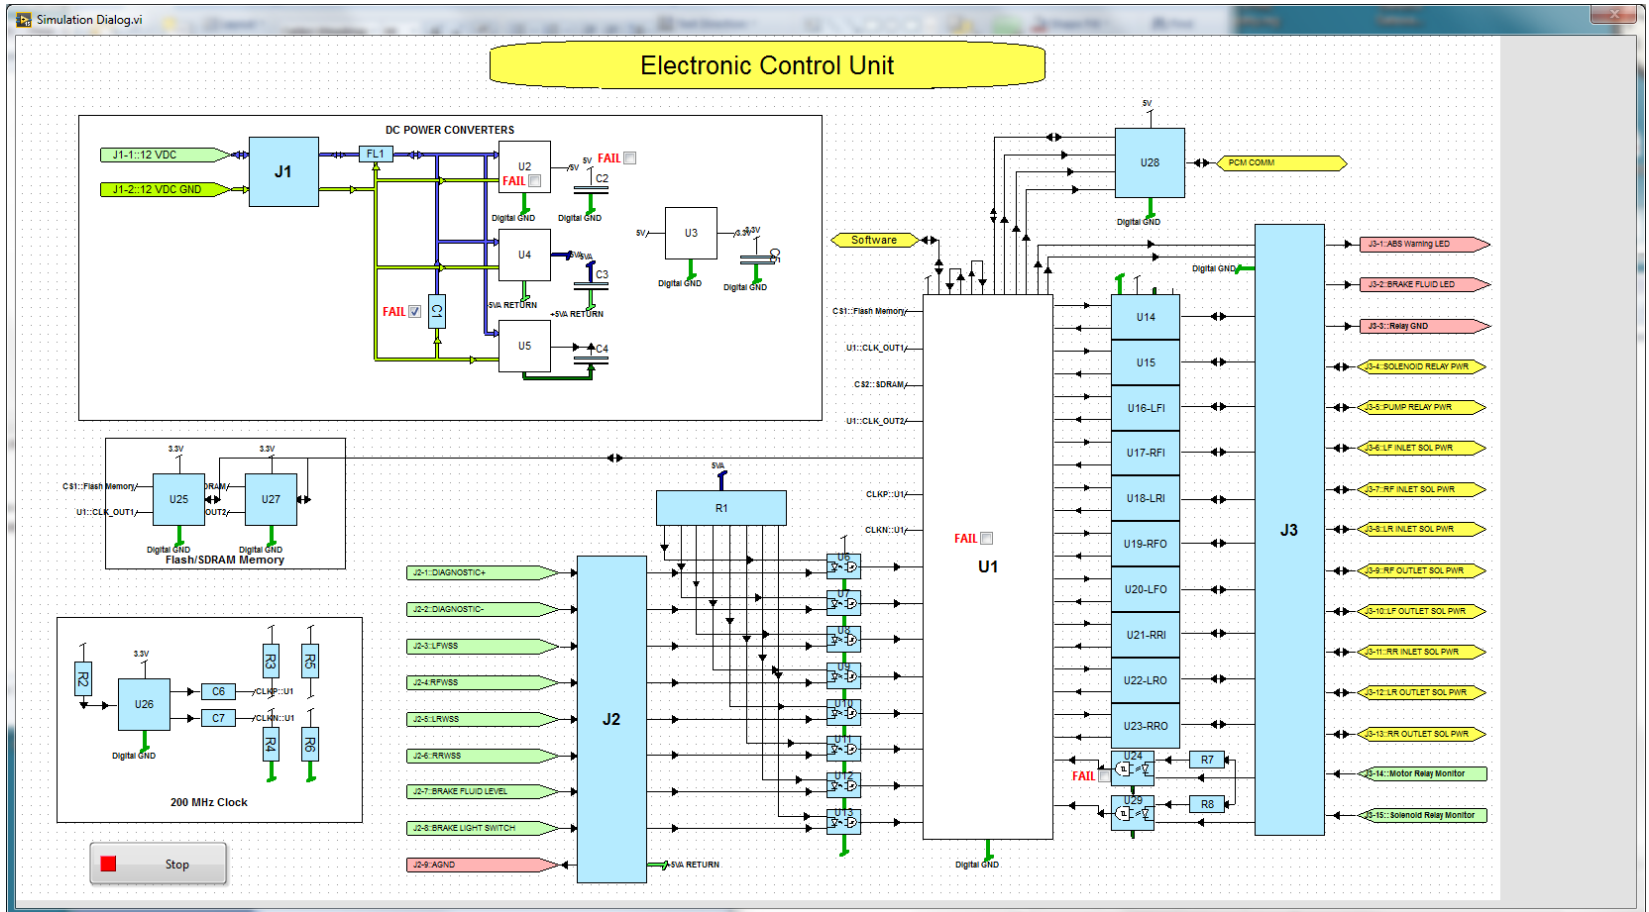 Simulation Dialog.vi
Electronic Control Unit
DC POWER CONVERTERS
J1-1::12 VDC
J1-2::12 VDC GND
J1
FL1
U2
FAIL
5V
5V
FAIL
C2
Digital GND
Digital GND
U4
5VA
C3
5VA RETURN
+5VA RETURN
FAIL
C1
U5
C4
5V
U3
3.3V
C5
Digital GND
Digital GND
5V
U28
PCM COMM
Digital GND
Software
CS1::Flash Memory
U1::CLK_OUT1
CS2::SDRAM
U1::CLK_OUT2
CLKP::U1
CLKN::U1
FAIL
U1
Digital GND
Digital GND
U14
U15
U16-LFI
U17-RFI
U18-LRI
U19-RFO
U20-LFO
U21-RRI
U22-LRO
U23-RRO
U24
FAIL
U29
R7
R8
J3
J3-1::ABS Warning LED
J3-2::BRAKE FLUID LED
J3-3::Relay GND
J3-4::SOLENOID RELAY PWR
J3-5::PUMP RELAY PWR
J3-6::LF INLET SOL PWR
J3-7::RF INLET SOL PWR
J3-8::LR INLET SOL PWR
J3-9::RF OUTLET SOL PWR
J3-10::LF OUTLET SOL PWR
J3-11::RR INLET SOL PWR
J3-12::LR OUTLET SOL PWR
J3-13::RR OUTLET SOL PWR
J3-14::Motor Relay Monitor
J3-15::Solenoid Relay Monitor
3.3V
3.3V
CS1::Flash Memory
U1::CLK_OUT1
U25
DRAM
OUT2
U27
Digital GND
Digital GND
Flash/SDRAM Memory
5VA
R1
J2-1::DIAGNOSTIC+
J2-2::DIAGNOSTIC-
J2-3::LFWSS
J2-4::RFWSS
J2-5::LRWSS
J2-6::RRWSS
J2-7::BRAKE FLUID LEVEL
J2-8::BRAKE LIGHT SWITCH
J2-9::AGND
J2
+5VA RETURN
U6
U7
U8
U9
U10
U11
U12
U13
R2
3.3V
U26
Digital GND
C6
C7
CLKP::U1
CLKN::U1
R3
R5
R4
R6
200 MHz Clock
Stop